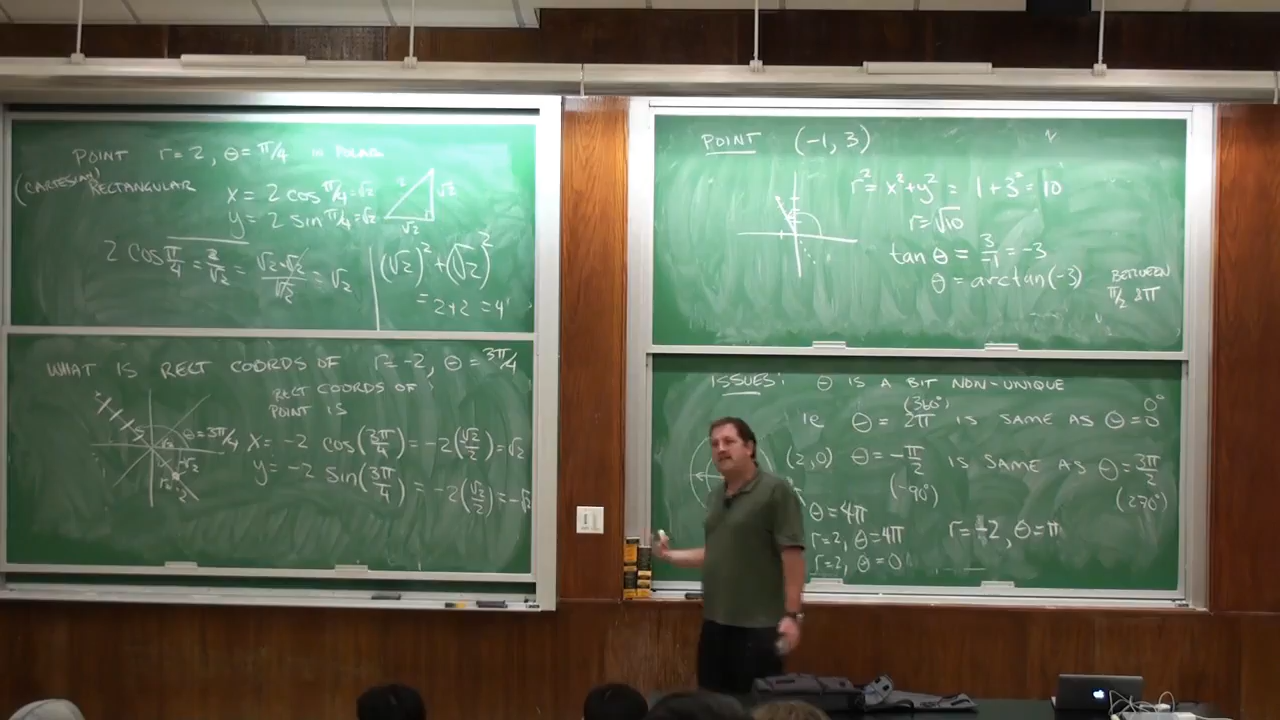 POINT r=2, θ=π/4 IN POLAR
(CARTESIAN) RECTANGULAR
x = 2 cos π/4 = √2
y = 2 sin π/4 = √2
2
√2
√2
2 cos π/4 = 2/√2 = √2·√2/√2 = √2
(√2)² + (√2)²
= 2+2 = 4
WHAT IS RECT COORDS OF r=-2, θ=3π/4
RECT COORDS OF
POINT IS
θ=3π/4
x = -2 cos(3π/4) = -2(√2/2) = √2
y = -2 sin(3π/4) = -2(√2/2) = -√2
POINT (-1, 3)
r² = x²+y² = 1+3² = 10
r=√10
tan θ = 3/-1 = -3
θ = arctan(-3)
BETWEEN
π/2 & π
ISSUES: θ IS A BIT NON-UNIQUE
(360°) 0°
IE θ = 2π IS SAME AS θ=0
(2,0) θ = -π/2 IS SAME AS θ = 3π/2
(-90°) (270°)
θ = 4π
r=2, θ=4π
r=-2, θ=π
r=2, θ=0